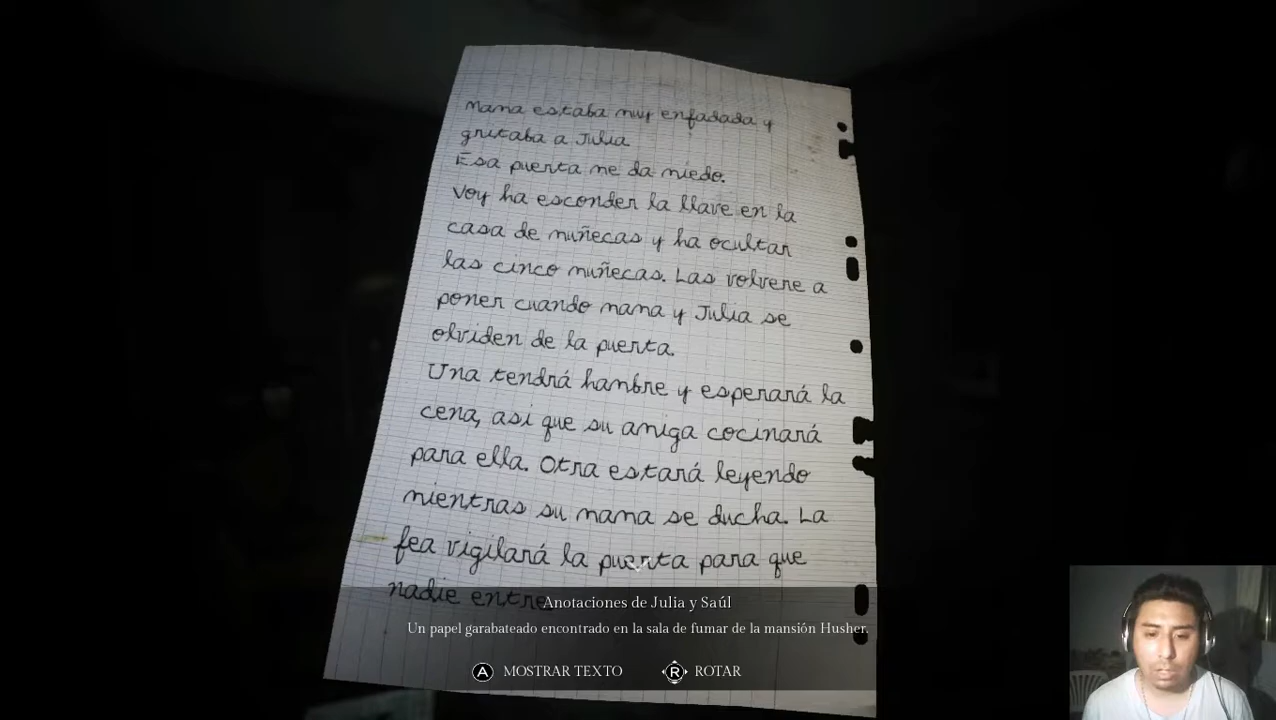 Mama estaba muy enfadada y
gritaba a Julia
Esa puerta me da miedo.
Voy ha esconder la llave en la
casa de muñecas y ha ocultar
las cinco muñecas. Las volvere a
poner cuando mama y Julia se
olviden de la puerta.
Una tendrá hambre y esperará la
cena, asi que su amiga cocinará
para ella. Otra estará leyendo
mientras su mama se ducha. La
fea vigilará la puerta para que
nadie entre
Anotaciones de Julia y Saúl
Un papel garabateado encontrado en la sala de fumar de la mansión Husher.
A MOSTRAR TEXTO R ROTAR